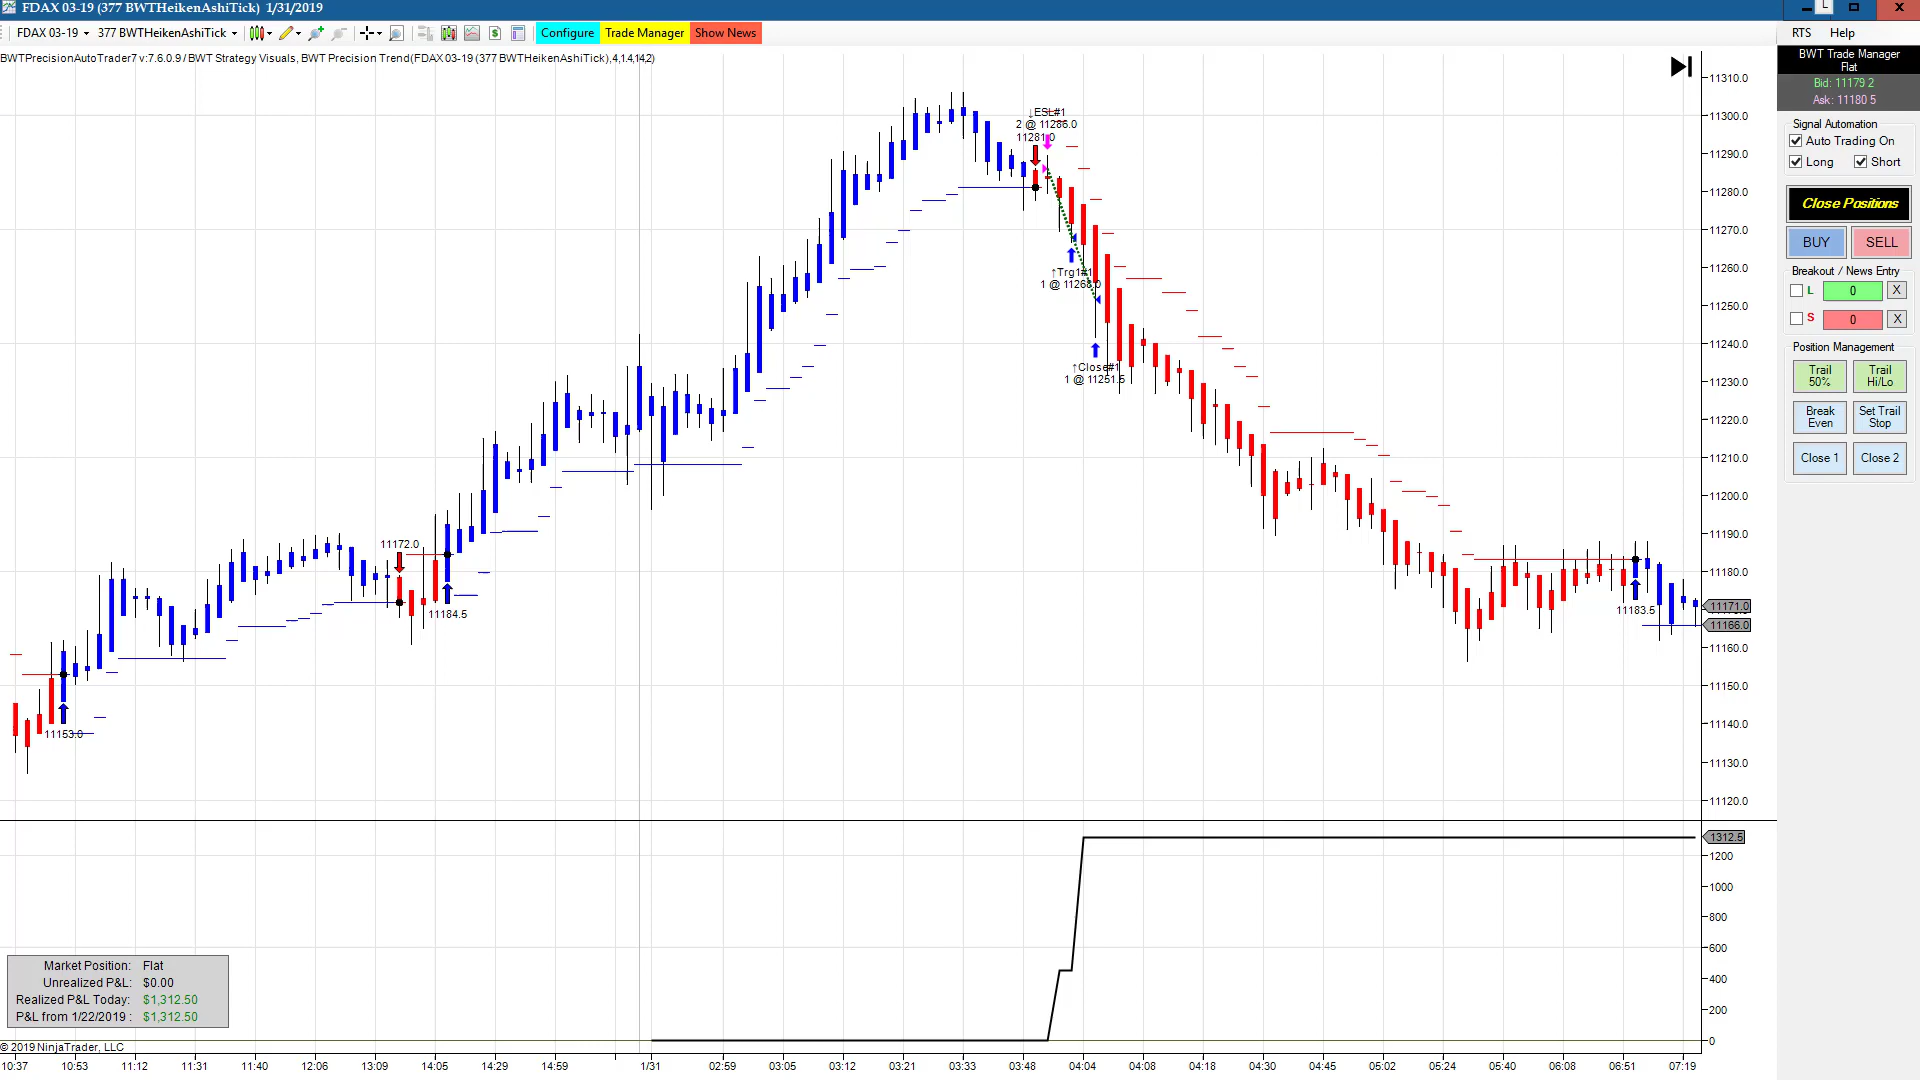 FDAX 03-19 (377 BWTHeikenAshiTick) 1/31/2019
FDAX 03-19 377 BWTHeikenAshiTick Configure Trade Manager Show News
RTS Help
BWTPrecisionAutoTrader7 v:7.6.0.9 / BWT Strategy Visuals, BWT Precision Trend(FDAX 03-19 (377 BWTHeikenAshiTick),4,1.4,14,2)
BWT Trade Manager
Flat
Bid: 11179 2
Ask: 11180 5
Signal Automation
Auto Trading On
Long Short
Close Positions
BUY SELL
Breakout / News Entry
L 0 X
S 0 X
Position Management
Trail 50%
Trail Hi/Lo
Break Even
Set Trail Stop
Close 1 Close 2
↓ESL#1
2 @ 11286.0
11281.0
↑Trg1#1
1 @ 11268.0
↑Close#1
1 @ 11251.5
11172.0
11184.5
11153.0
11183.5
11310.0
11300.0
11290.0
11280.0
11270.0
11260.0
11250.0
11240.0
11230.0
11220.0
11210.0
11200.0
11190.0
11180.0
11171.0
11166.0
11160.0
11150.0
11140.0
11130.0
11120.0
1312.5
1200
1000
800
600
400
200
0
Market Position: Flat
Unrealized P&L: $0.00
Realized P&L Today: $1,312.50
P&L from 1/22/2019 : $1,312.50
© 2019 NinjaTrader, LLC
10:37 10:53 11:12 11:31 11:40 12:06 13:09 14:05 14:29 14:59 1/31 02:59 03:05 03:12 03:21 03:33 03:48 04:04 04:08 04:18 04:30 04:45 05:02 05:24 05:40 06:08 06:51 07:19